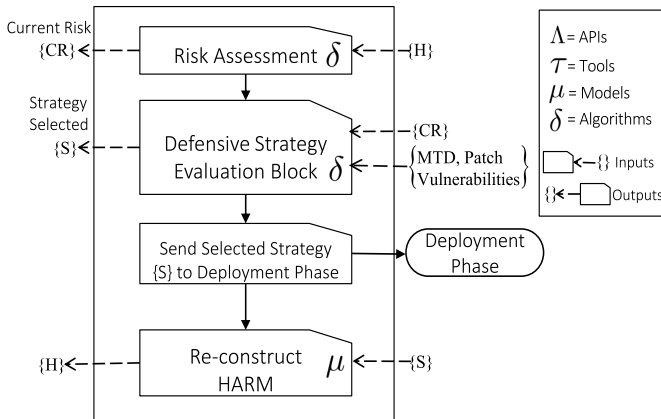 Current Risk
{CR}
Risk Assessment δ
{H}
Strategy
Selected
{S}
Defensive Strategy
Evaluation Block δ
{CR}
{MTD, Patch
Vulnerabilities}
Send Selected Strategy
{S} to Deployment Phase
Deployment
Phase
{H}
Re-construct
HARM
μ
{S}
Λ= APIs
τ= Tools
μ= Models
δ= Algorithms
{} Inputs
{} Outputs